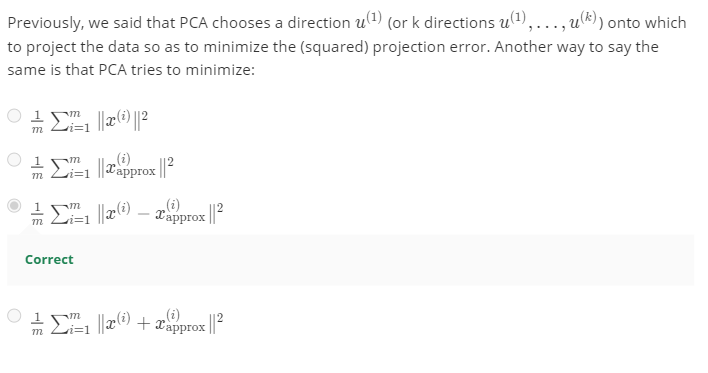 Previously, we said that PCA chooses a direction u⁽¹⁾ (or k directions u⁽¹⁾, . . . , u⁽ᵏ⁾) onto which
to project the data so as to minimize the (squared) projection error. Another way to say the
same is that PCA tries to minimize:
\frac{1}{m} \sum_{i=1}^{m} \|x^{(i)}\|^2
\frac{1}{m} \sum_{i=1}^{m} \|x_{\text{approx}}^{(i)}\|^2
\frac{1}{m} \sum_{i=1}^{m} \|x^{(i)} - x_{\text{approx}}^{(i)}\|^2
Correct
\frac{1}{m} \sum_{i=1}^{m} \|x^{(i)} + x_{\text{approx}}^{(i)}\|^2